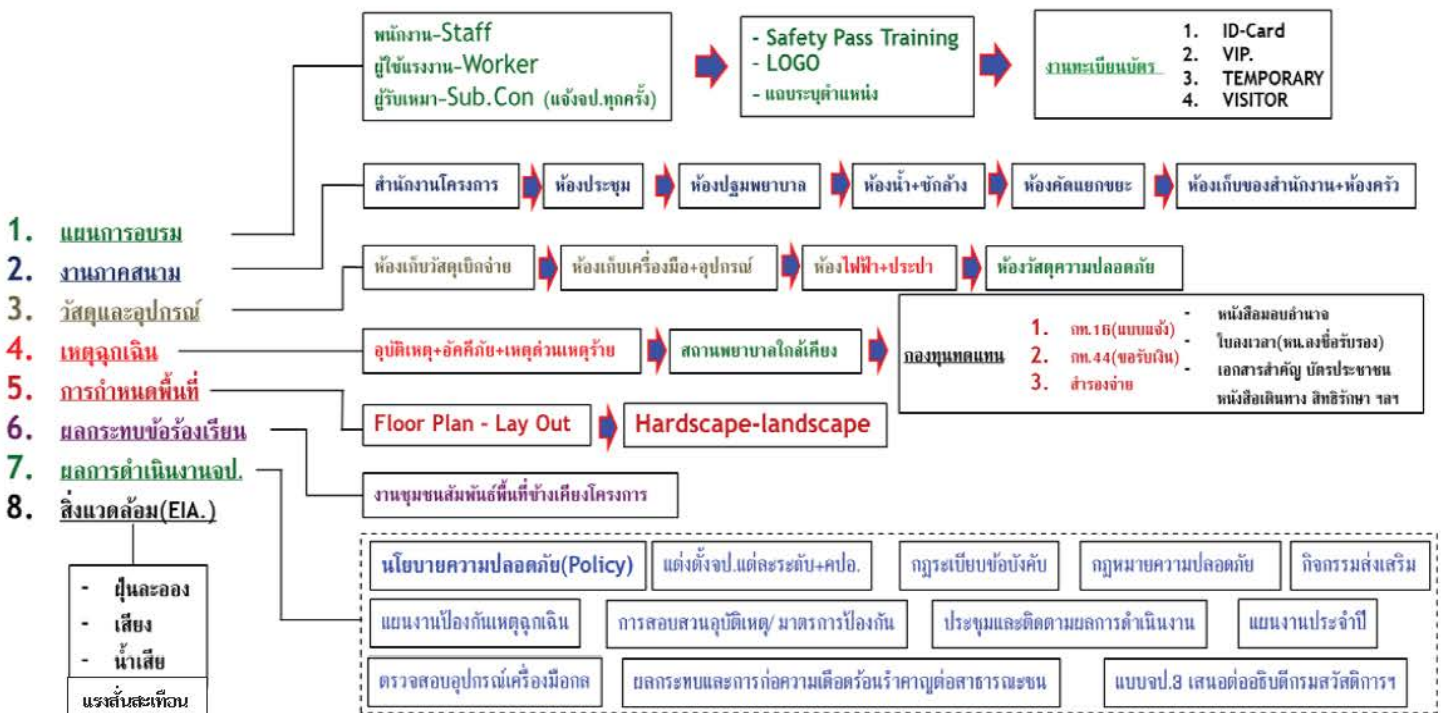 พนักงาน-Staff
ผู้ใช้แรงงาน-Worker
ผู้รับเหมา-Sub.Con (แจ้งจป.ทุกครั้ง)
- Safety Pass Training
- LOGO
- แถบระบุตำแหน่ง
งานทะเบียนบัตร
1. ID-Card
2. VIP.
3. TEMPORARY
4. VISITOR
สำนักงานโครงการ
ห้องประชุม
ห้องปฐมพยาบาล
ห้องน้ำ+ซักล้าง
ห้องคัดแยกขยะ
ห้องเก็บของสำนักงาน+ห้องครัว
1. แผนการอบรม
2. งานภาคสนาม
3. วัสดุและอุปกรณ์
4. เหตุฉุกเฉิน
5. การกำหนดพื้นที่
6. ผลกระทบข้อร้องเรียน
7. ผลการดำเนินงานจป.
8. สิ่งแวดล้อม(EIA.)
ห้องเก็บวัสดุเบิกจ่าย
ห้องเก็บเครื่องมือ+อุปกรณ์
ห้องไฟฟ้า+ประปา
ห้องวัสดุความปลอดภัย
อุบัติเหตุ+อัคคีภัย+เหตุด่วนเหตุร้าย
สถานพยาบาลใกล้เคียง
กองทุนทดแทน
1. กท.16(แบบแจ้ง)
2. กท.44(ขอรับเงิน)
3. สำรองจ่าย
- หนังสือมอบอำนาจ
- ใบลงเวลา(หน.ลงชื่อรับรอง)
- เอกสารสำคัญ บัตรประชาชน
หนังสือเดินทาง สิทธิรักษา ฯลฯ
Floor Plan - Lay Out
Hardscape-landscape
งานชุมชนสัมพันธ์พื้นที่ข้างเคียงโครงการ
- ฝุ่นละออง
- เสียง
- น้ำเสีย
แรงสั่นสะเทือน
นโยบายความปลอดภัย(Policy)
แต่งตั้งจป.แต่ละระดับ+คปอ.
กฎระเบียบข้อบังคับ
กฎหมายความปลอดภัย
กิจกรรมส่งเสริม
แผนงานป้องกันเหตุฉุกเฉิน
การสอบสวนอุบัติเหตุ/ มาตรการป้องกัน
ประชุมและติดตามผลการดำเนินงาน
แผนงานประจำปี
ตรวจสอบอุปกรณ์เครื่องมือกล
ผลกระทบและการก่อความเดือดร้อนรำคาญต่อสาธารณะชน
แบบจป.3 เสนอต่ออธิบดีกรมสวัสดิการฯ